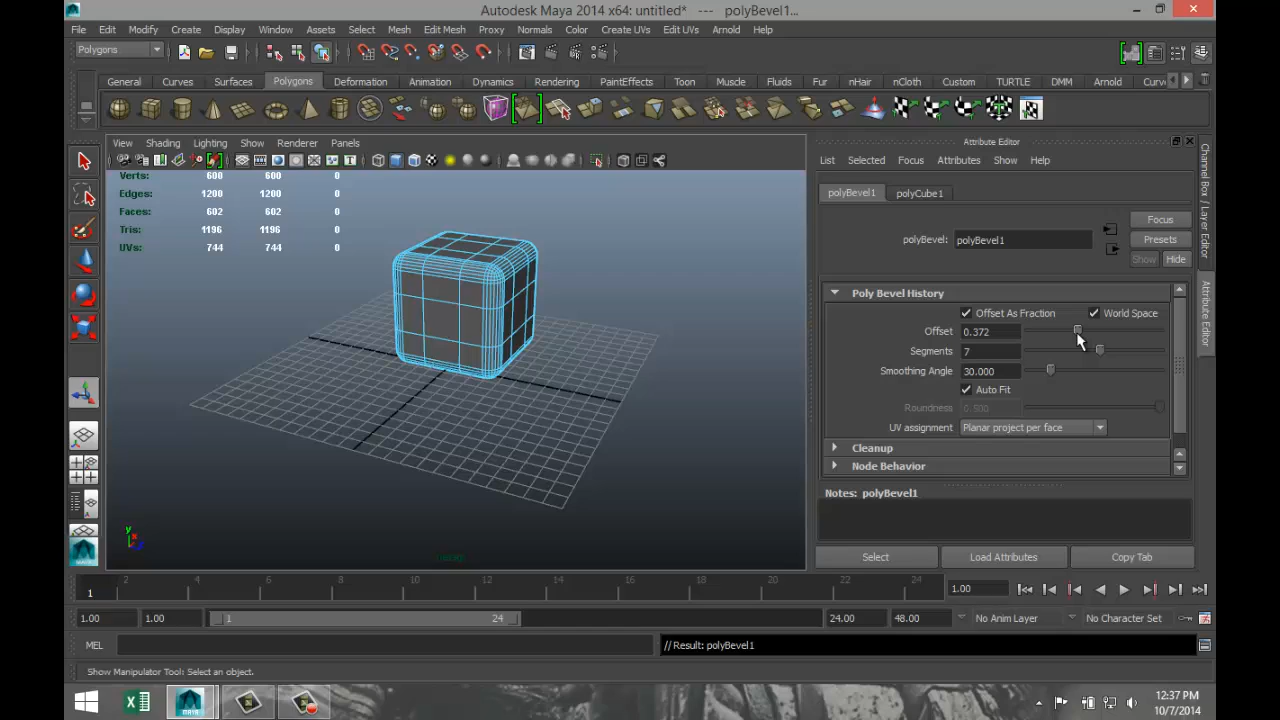 Autodesk Maya 2014 x64: untitled* --- polyBevel1...
File Edit Modify Create Display Window Assets Select Mesh Edit Mesh Proxy Normals Color Create UVs Edit UVs Arnold Help
Polygons
General Curves Surfaces Polygons Deformation Animation Dynamics Rendering PaintEffects Toon Muscle Fluids Fur nHair nCloth Custom TURTLE DMM Arnold Curv
View Shading Lighting Show Renderer Panels
Verts: 600 600 0
Edges: 1200 1200 0
Faces: 602 602 0
Tris: 1196 1196 0
UVs: 744 744 0
Attribute Editor
List Selected Focus Attributes Show Help
polyBevel1 polyCube1
Focus
polyBevel: polyBevel1
Presets
Show Hide
Poly Bevel History
Offset As Fraction World Space
Offset 0.372
Segments 7
Smoothing Angle 30.000
Auto Fit
Roundness
UV assignment Planar project per face
Cleanup
Node Behavior
Notes: polyBevel1
Select Load Attributes Copy Tab
Channel Box / Layer Editor
Attribute Editor
y
2 4 6 8 10 12 14 16 18 20 22 24
1
1.00
1.00 1.00 1 24 24.00 48.00 No Anim Layer No Character Set
MEL // Result: polyBevel1
Show Manipulator Tool: Select an object.
12:37 PM
10/7/2014